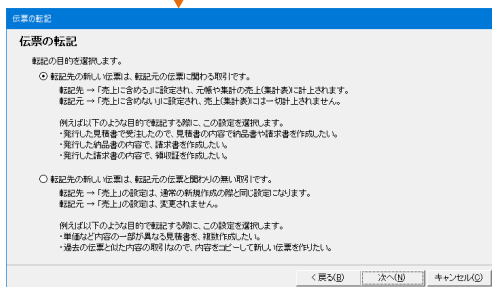 伝票の転記
伝票の転記
転記の目的を選択します。
転記先の新しい伝票は、転記元の伝票に関わる取引です。
転記先 → 「売上に含める」に設定され、元帳や集計の売上(集計表)に計上されます。
転記元 → 「売上に含めない」に設定され、売上(集計表)には一切計上されません。
例えば以下のような目的で転記する際に、この設定を選択します。
・発行した見積書で受注したので、見積書の内容で納品書や請求書を作成したい。
・発行した納品書の内容で、請求書を作成したい。
・発行した請求書の内容で、領収証を作成したい。
転記先の新しい伝票は、転記元の伝票と関わりの無い取引です。
転記先 → 「売上」の設定は、通常の新規作成の際と同じ設定になります。
転記元 → 「売上」の設定は、変更されません。
例えば以下のような目的で転記する際に、この設定を選択します。
・単価など内容の一部が異なる見積書を、複数作成したい。
・過去の伝票と似た内容の取引なので、内容をコピーして新しい伝票を作りたい。
< 戻る(B) 次へ(N) > キャンセル(C)